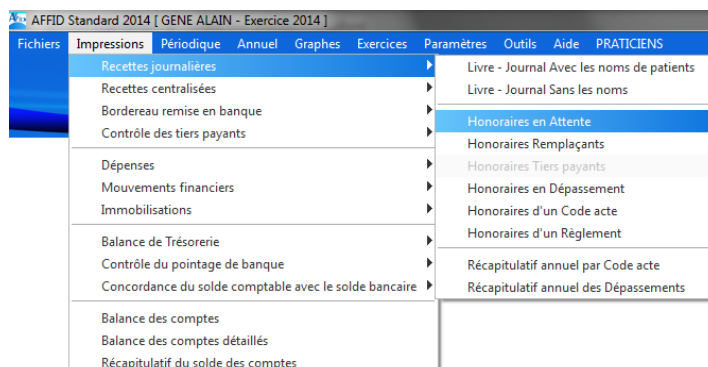 AFFID Standard 2014 [ GENE ALAIN - Exercice 2014 ]
Fichiers Impressions Périodique Annuel Graphes Exercices Paramètres Outils Aide PRATICIENS
Recettes journalières
Recettes centralisées
Bordereau remise en banque
Contrôle des tiers payants
Dépenses
Mouvements financiers
Immobilisations
Balance de Trésorerie
Contrôle du pointage de banque
Concordance du solde comptable avec le solde bancaire
Balance des comptes
Balance des comptes détaillés
Récapitulatif du solde des comptes
Livre - Journal Avec les noms de patients
Livre - Journal Sans les noms
Honoraires en Attente
Honoraires Remplaçants
Honoraires Tiers payants
Honoraires en Dépassement
Honoraires d'un Code acte
Honoraires d'un Règlement
Récapitulatif annuel par Code acte
Récapitulatif annuel des Dépassements